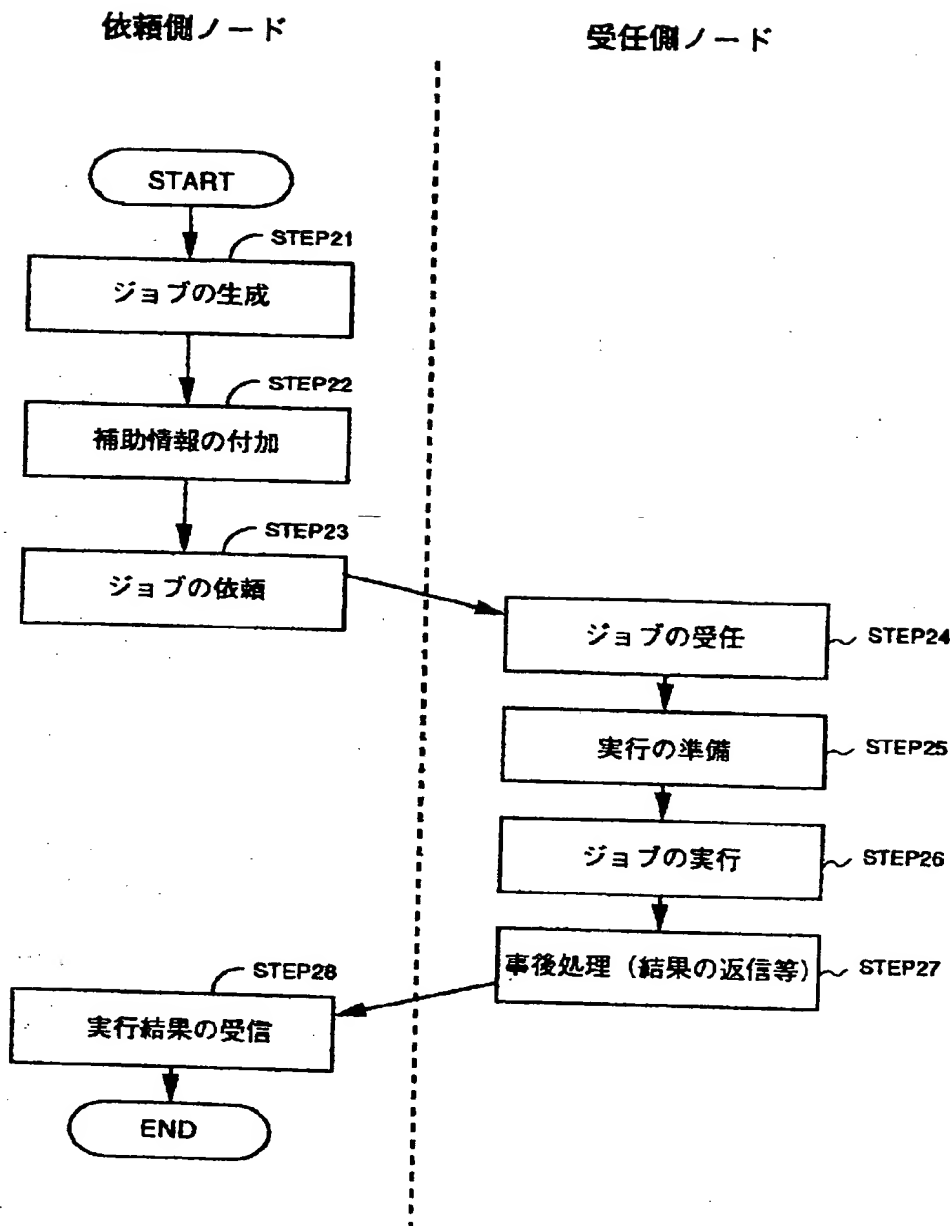 依頼側ノード
受任側ノード
START
STEP21
ジョブの生成
STEP22
補助情報の付加
STEP23
ジョブの依頼
ジョブの受任
STEP24
実行の準備
STEP25
ジョブの実行
STEP26
事後処理（結果の返信等）
STEP27
STEP28
実行結果の受信
END